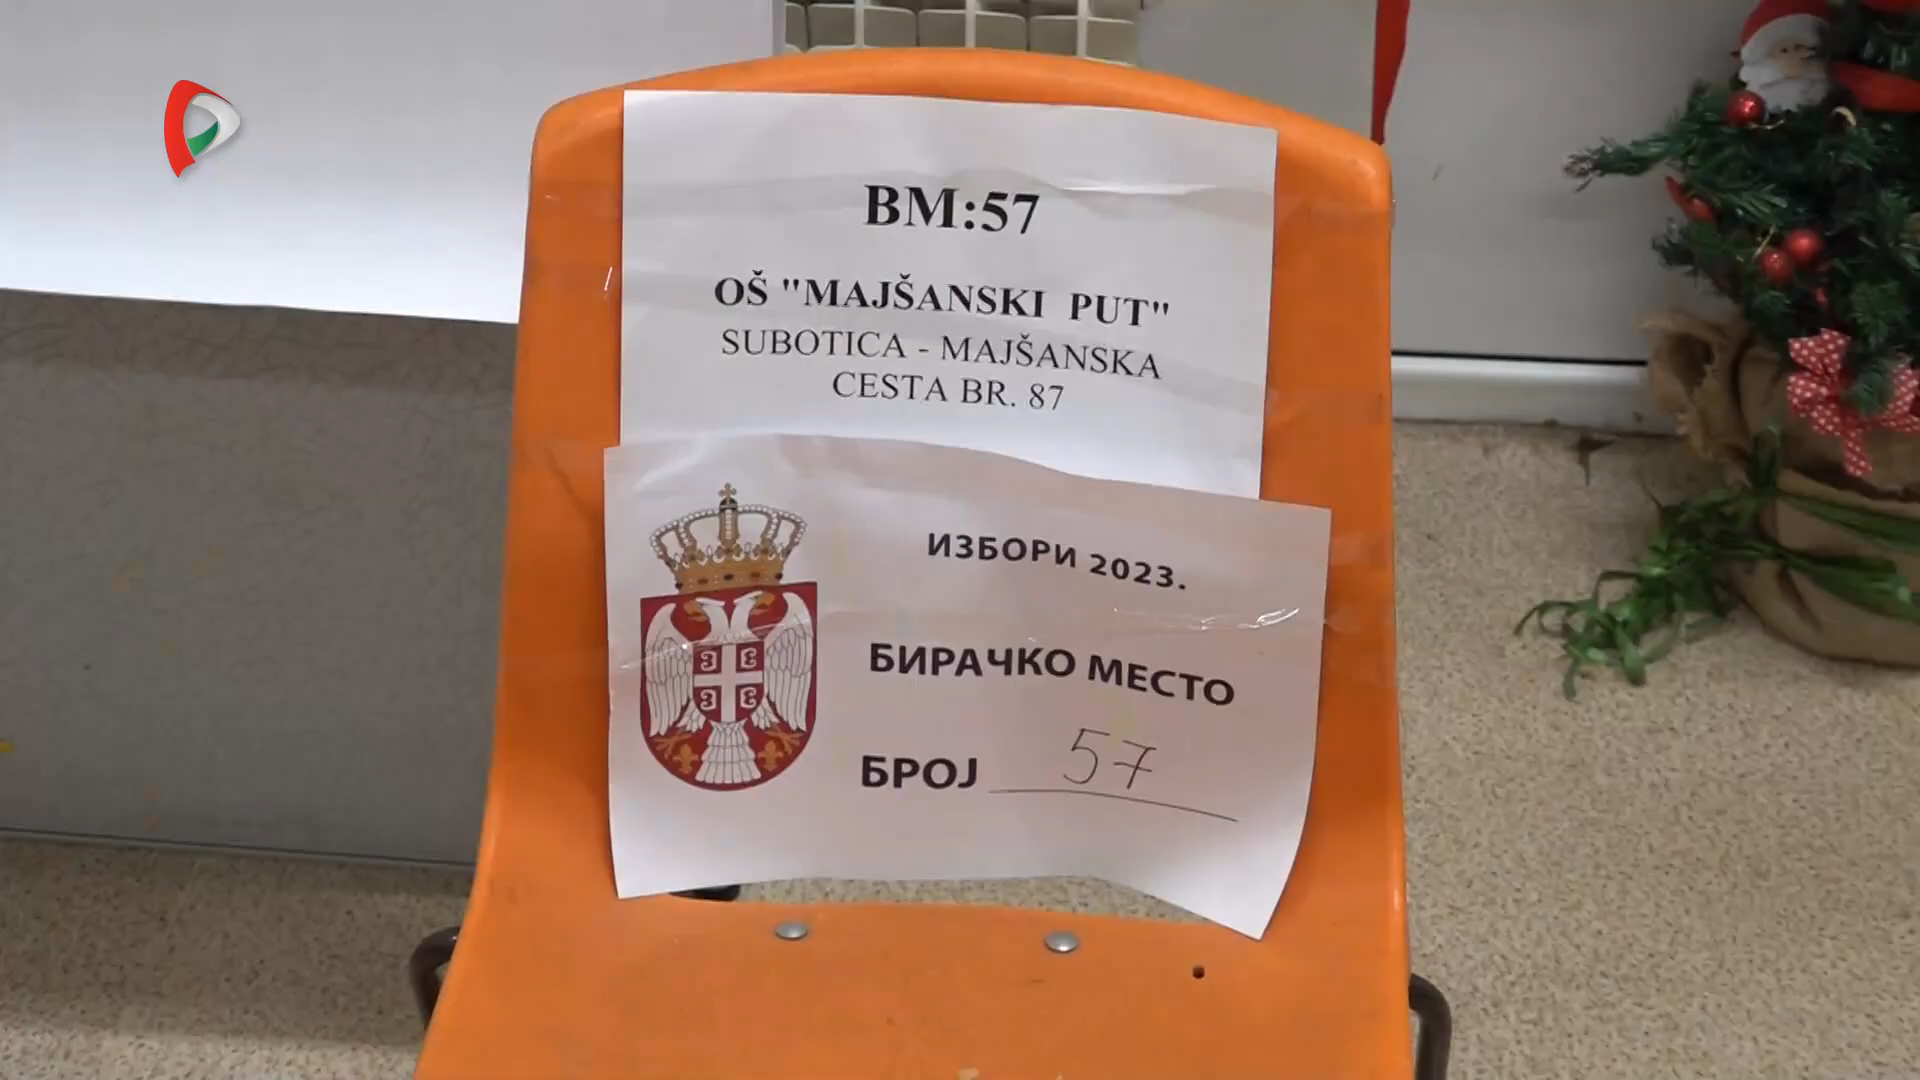 BM:57
OŠ "MAJŠANSKI PUT"
SUBOTICA - MAJŠANSKA
CESTA BR. 87
ИЗБОРИ 2023.
БИРАЧКО МЕСТО
БРОЈ 57